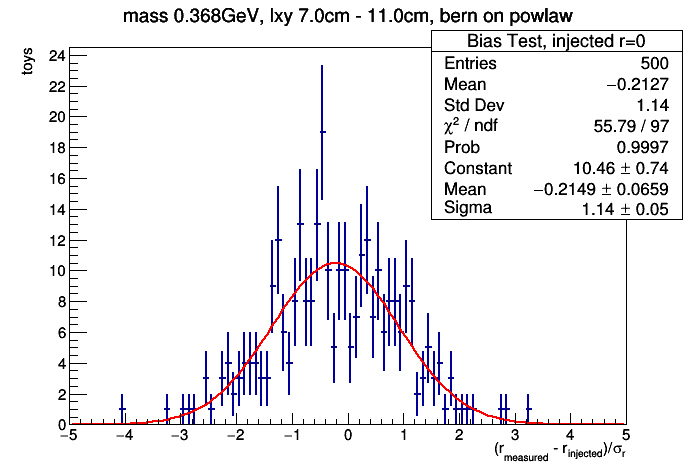 mass 0.368GeV, lxy 7.0cm - 11.0cm, bern on powlaw
Bias Test, injected r=0
Entries 500
Mean −0.2127
Std Dev 1.14
χ² / ndf 55.79 / 97
Prob 0.9997
Constant 10.46 ± 0.74
Mean −0.2149 ± 0.0659
Sigma 1.14 ± 0.05
toys
24
22
20
18
16
14
12
10
8
6
4
2
0
−5 −4 −3 −2 −1 0 1 2 3 4 5
(r_measured - r_injected)/σ_r